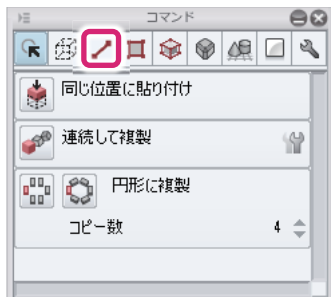 コマンド
同じ位置に貼り付け
連続して複製
円形に複製
コピー数 4